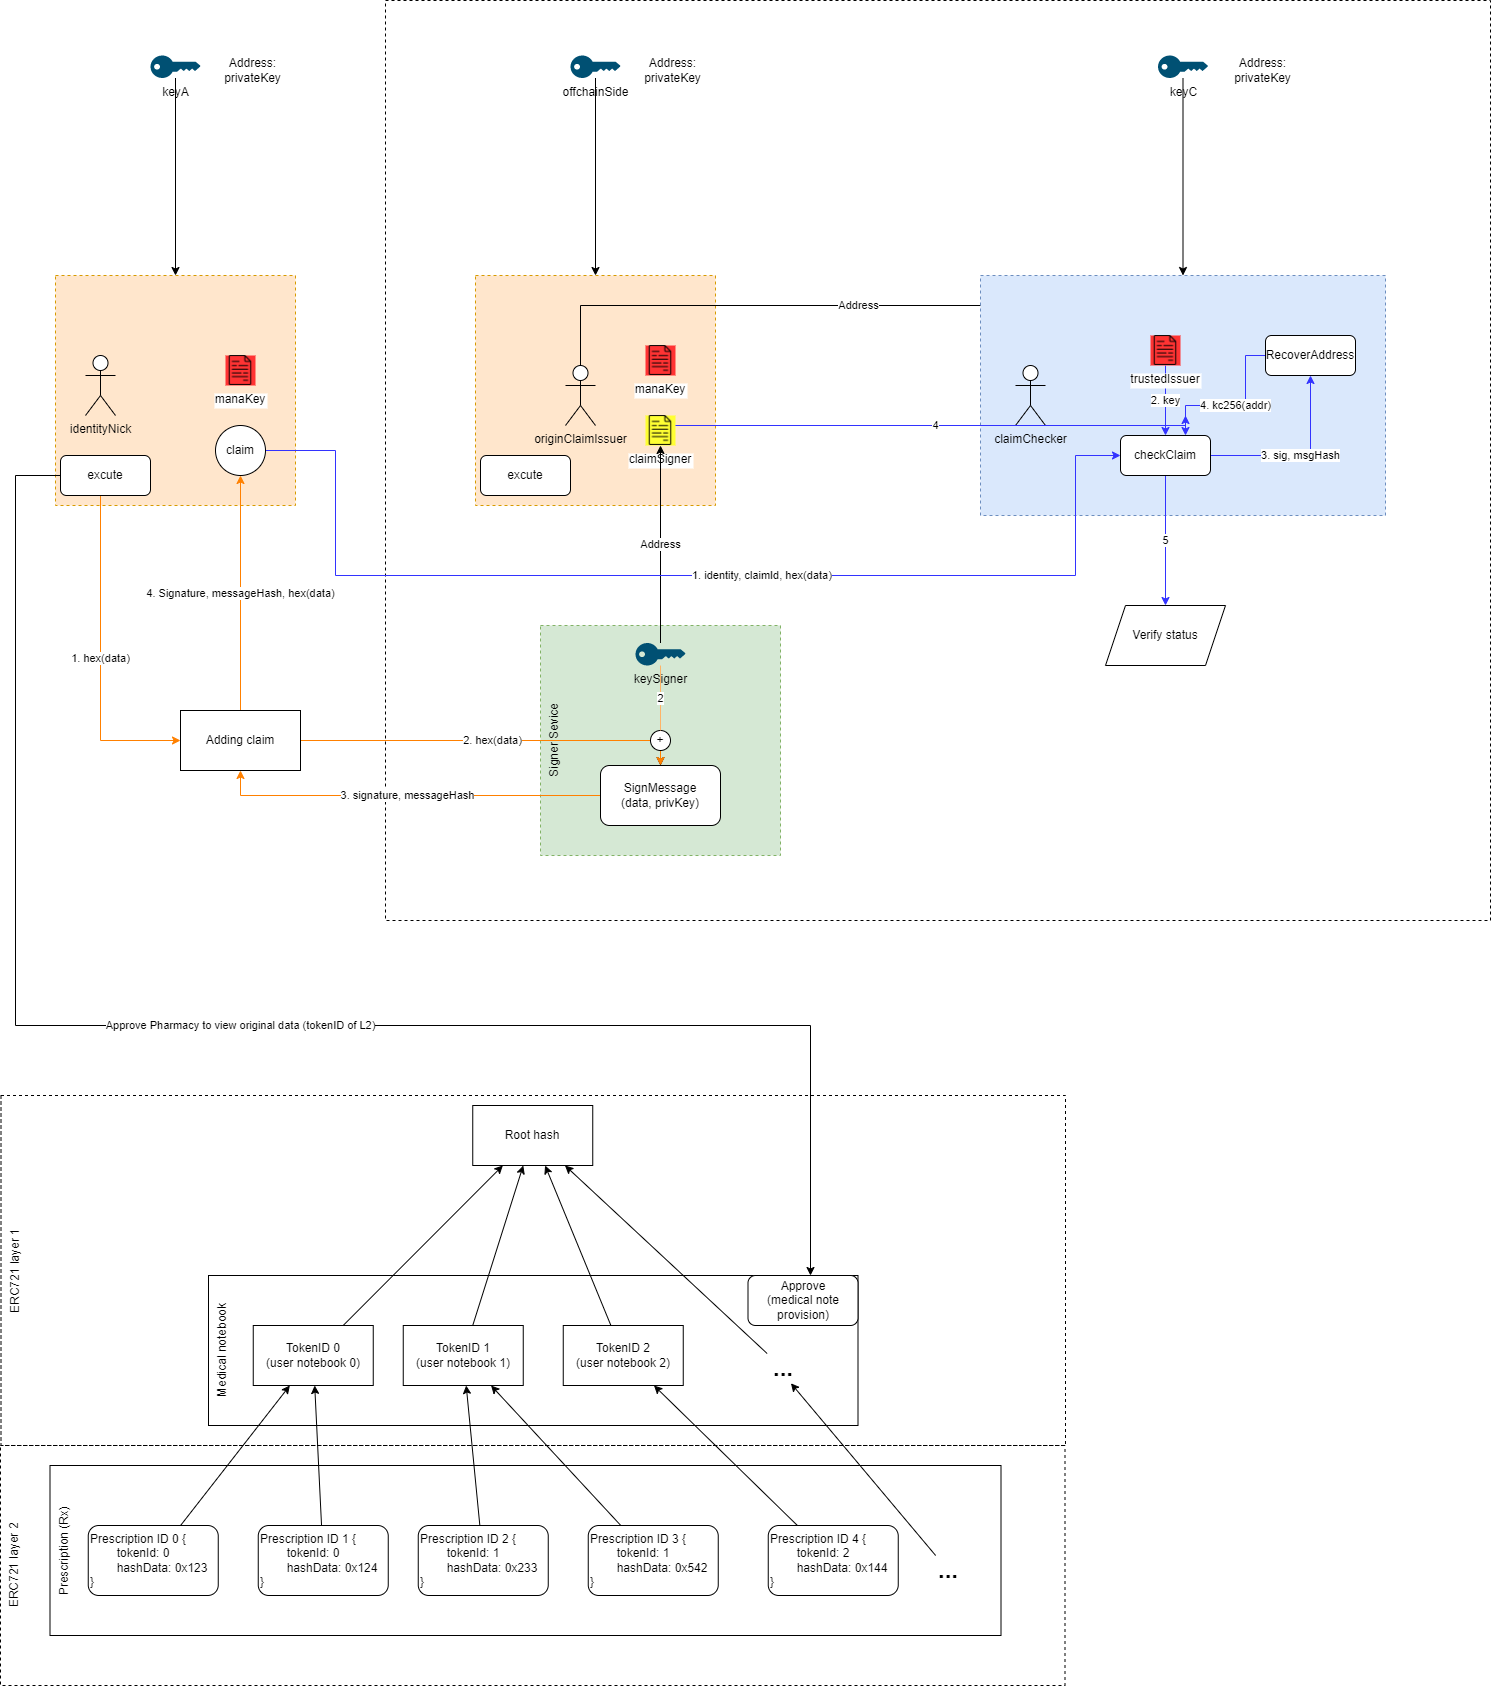 Address:
privateKey
keyA
Address:
privateKey
offchainSide
Address:
privateKey
keyC
identityNick
manaKey
claim
excute
Address
manaKey
originClaimIssuer
claimSigner
excute
trustedIssuer
RecoverAddress
2. key
4. kc256(addr)
claimChecker
4
checkClaim
3. sig, msgHash
5
Address
1. identity, claimId, hex(data)
4. Signature, messageHash, hex(data)
Verify status
1. hex(data)
keySigner
2
Signer Sevice
Adding claim
2. hex(data)
+
SignMessage
(data, privKey)
3. signature, messageHash
Approve Pharmacy to view original data (tokenID of L2)
ERC721 layer 1
Root hash
Medical notebook
Approve
(medical note
provision)
TokenID 0
(user notebook 0)
TokenID 1
(user notebook 1)
TokenID 2
(user notebook 2)
...
ERC721 layer 2
Prescription (Rx)
Prescription ID 0 {
tokenId: 0
hashData: 0x123
}
Prescription ID 1 {
tokenId: 0
hashData: 0x124
}
Prescription ID 2 {
tokenId: 1
hashData: 0x233
}
Prescription ID 3 {
tokenId: 1
hashData: 0x542
}
Prescription ID 4 {
tokenId: 2
hashData: 0x144
}
...